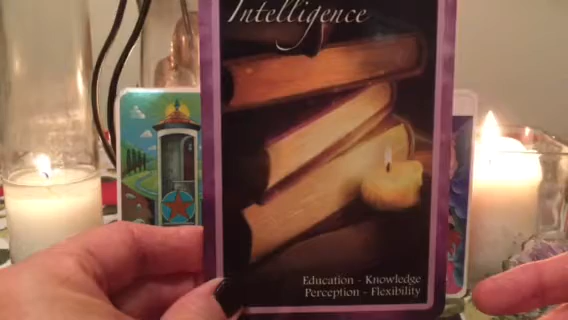 Intelligence
Education - Knowledge
Perception - Flexibility